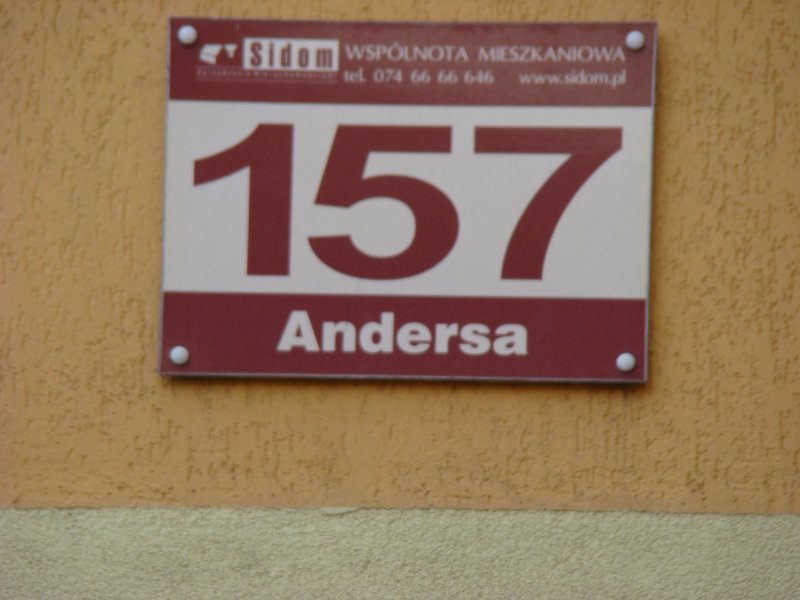 Sidom WSPÓLNOTA MIESZKANIOWA
tel. 074 66 66 646 www.sidom.pl
157
Andersa